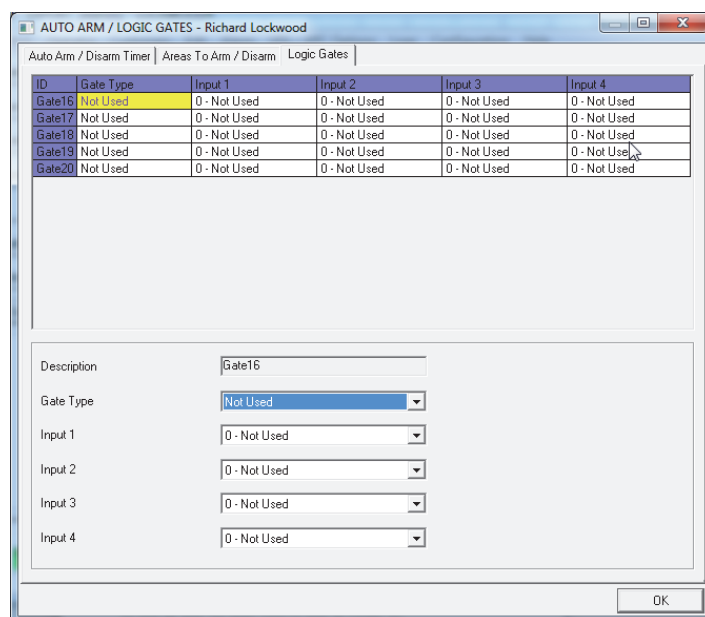 AUTO ARM / LOGIC GATES - Richard Lockwood
Auto Arm / Disarm Timer Areas To Arm / Disarm Logic Gates
ID Gate Type Input 1 Input 2 Input 3 Input 4
Gate16 Not Used 0 - Not Used 0 - Not Used 0 - Not Used 0 - Not Used
Gate17 Not Used 0 - Not Used 0 - Not Used 0 - Not Used 0 - Not Used
Gate18 Not Used 0 - Not Used 0 - Not Used 0 - Not Used 0 - Not Used
Gate19 Not Used 0 - Not Used 0 - Not Used 0 - Not Used 0 - Not Used
Gate20 Not Used 0 - Not Used 0 - Not Used 0 - Not Used 0 - Not Used
Description Gate16
Gate Type Not Used
Input 1 0 - Not Used
Input 2 0 - Not Used
Input 3 0 - Not Used
Input 4 0 - Not Used
OK